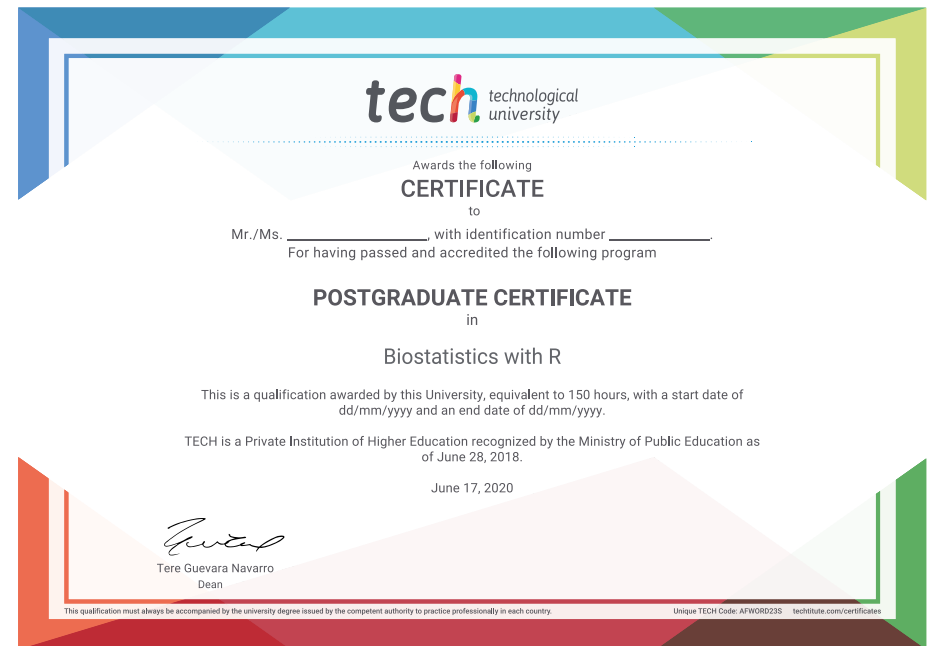 tech technological
university
Awards the following
CERTIFICATE
to
Mr./Ms. ____________________, with identification number ______________.
For having passed and accredited the following program
POSTGRADUATE CERTIFICATE
in
Biostatistics with R
This is a qualification awarded by this University, equivalent to 150 hours, with a start date of
dd/mm/yyyy and an end date of dd/mm/yyyy.
TECH is a Private Institution of Higher Education recognized by the Ministry of Public Education as
of June 28, 2018.
June 17, 2020
Tere Guevara Navarro
Dean
This qualification must always be accompanied by the university degree issued by the competent authority to practice professionally in each country. Unique TECH Code: AFWORD23S techtitute.com/certificates